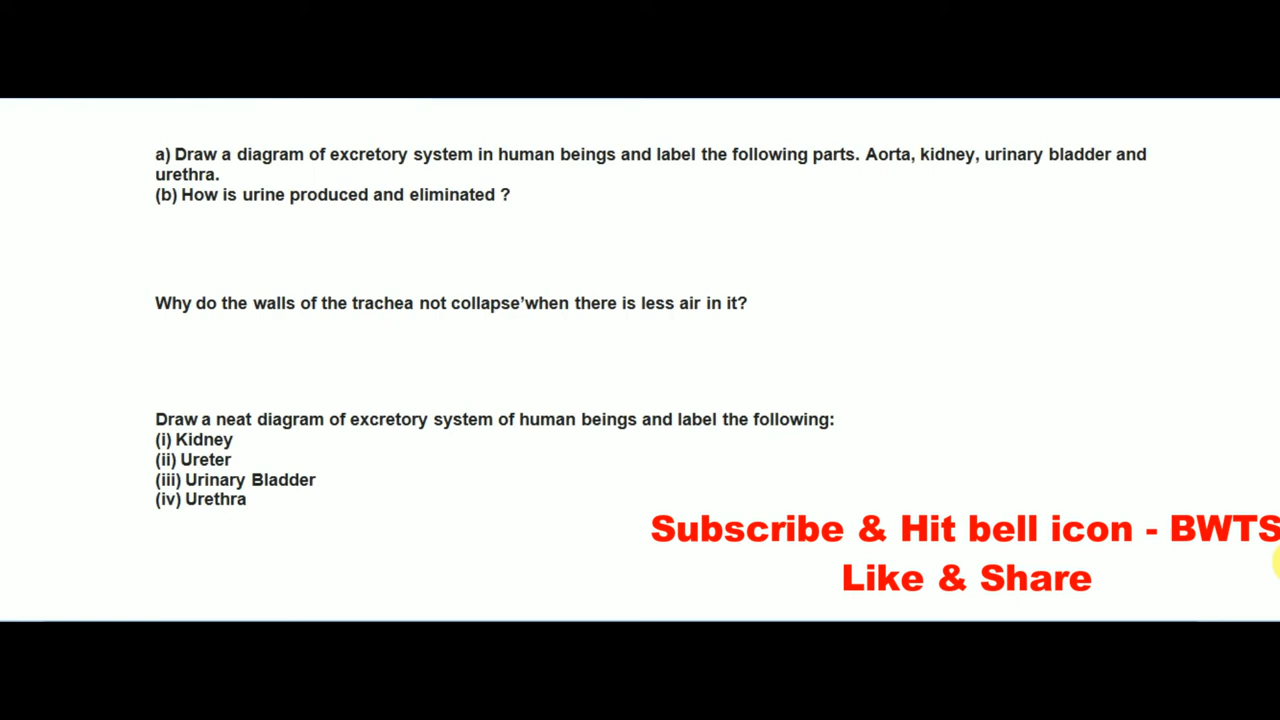 a) Draw a diagram of excretory system in human beings and label the following parts. Aorta, kidney, urinary bladder and
urethra.
(b) How is urine produced and eliminated ?
Why do the walls of the trachea not collapse’when there is less air in it?
Draw a neat diagram of excretory system of human beings and label the following:
(i) Kidney
(ii) Ureter
(iii) Urinary Bladder
(iv) Urethra
Subscribe & Hit bell icon - BWTS
Like & Share